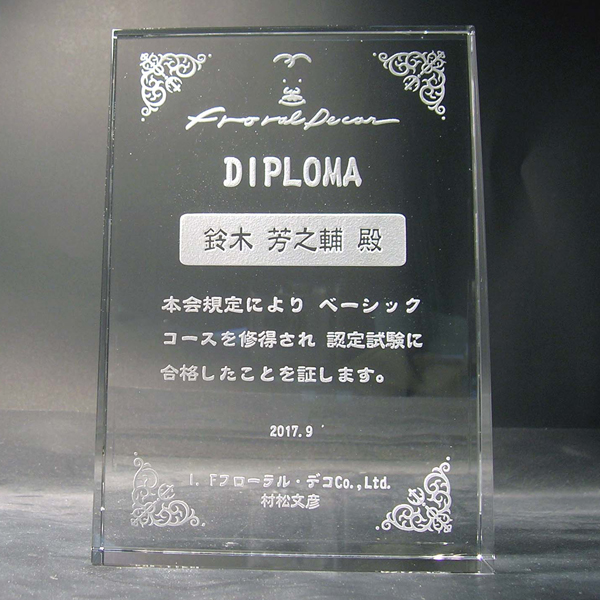 Froral Decor
DIPLOMA
鈴木 芳之輔 殿
本会規定により ベーシック
コースを修得され 認定試験に
合格したことを証します。
2017.9
I. Fフローラル・デコCo.,Ltd.
村松文彦